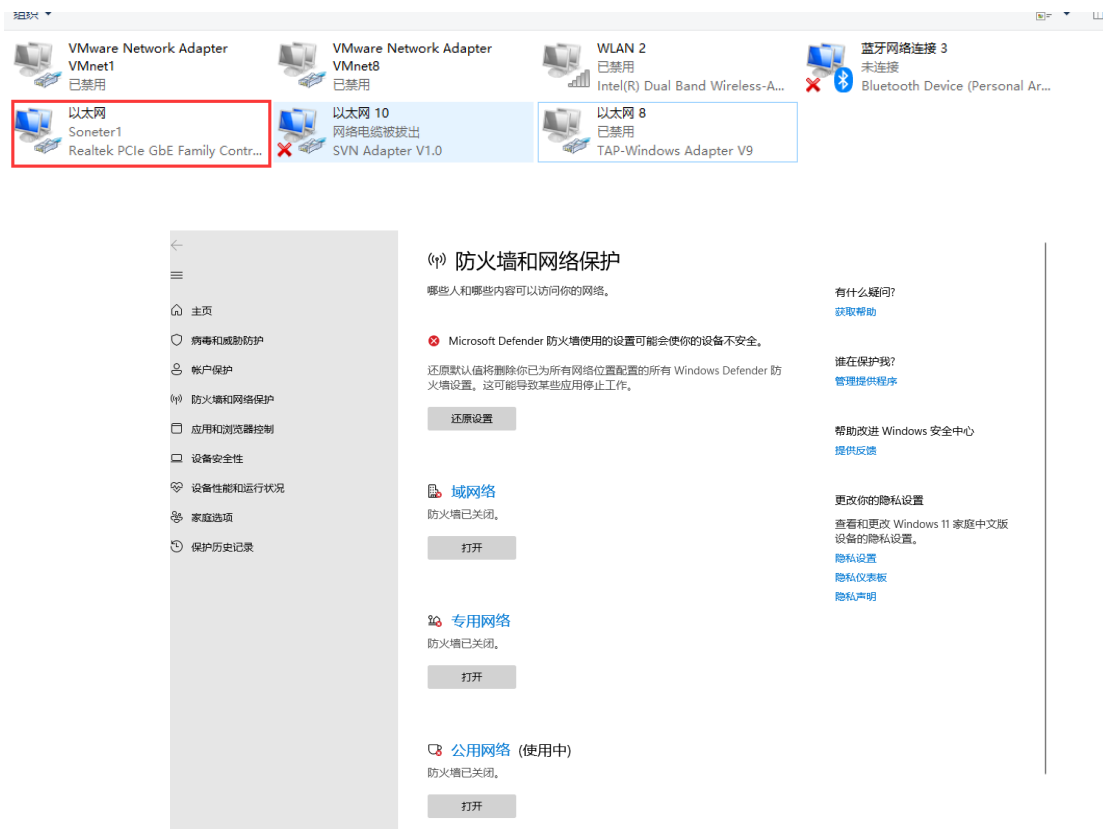 组织
VMware Network Adapter
VMnet1
已禁用
VMware Network Adapter
VMnet8
已禁用
WLAN 2
已禁用
Intel(R) Dual Band Wireless-A...
蓝牙网络连接 3
未连接
Bluetooth Device (Personal Ar...
以太网
Soneter1
Realtek PCIe GbE Family Contr...
以太网 10
网络电缆被拔出
SVN Adapter V1.0
以太网 8
已禁用
TAP-Windows Adapter V9
主页
病毒和威胁防护
帐户保护
防火墙和网络保护
应用和浏览器控制
设备安全性
设备性能和运行状况
家庭选项
保护历史记录
防火墙和网络保护
哪些人和哪些内容可以访问你的网络。
Microsoft Defender 防火墙使用的设置可能会使你的设备不安全。
还原默认值将删除你已为所有网络位置配置的所有 Windows Defender 防
火墙设置。这可能导致某些应用停止工作。
还原设置
域网络
防火墙已关闭。
打开
专用网络
防火墙已关闭。
打开
公用网络 (使用中)
防火墙已关闭。
打开
有什么疑问?
获取帮助
谁在保护我?
管理提供程序
帮助改进 Windows 安全中心
提供反馈
更改你的隐私设置
查看和更改 Windows 11 家庭中文版
设备的隐私设置。
隐私设置
隐私仪表板
隐私声明